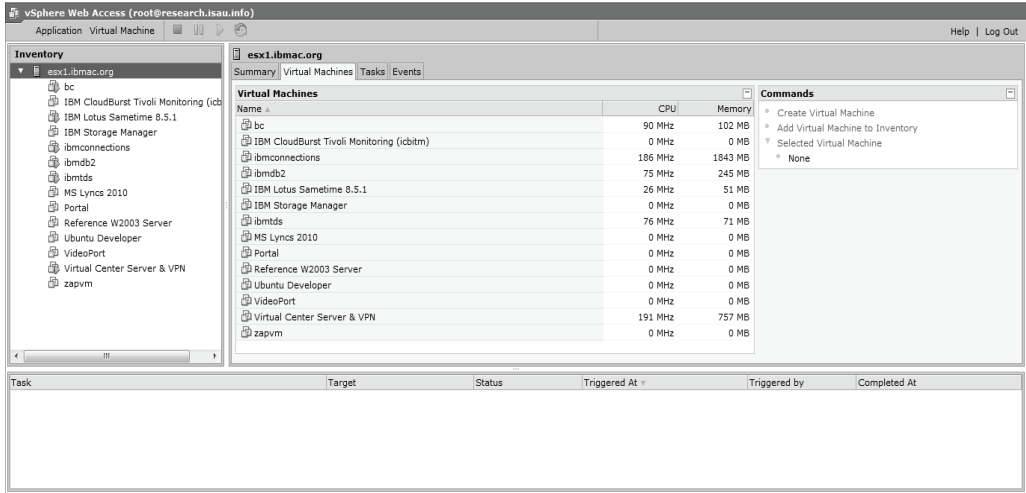 vSphere Web Access (root@research.isau.info)
Application Virtual Machine
Help | Log Out
Inventory
esx1.ibmac.org
bc
IBM CloudBurst Tivoli Monitoring (icb
IBM Lotus Sametime 8.5.1
IBM Storage Manager
ibmconnections
ibmdb2
ibmtds
MS Lyncs 2010
Portal
Reference W2003 Server
Ubuntu Developer
VideoPort
Virtual Center Server & VPN
zapvm
esx1.ibmac.org
Summary Virtual Machines Tasks Events
Virtual Machines
Name CPU Memory
bc 90 MHz 102 MB
IBM CloudBurst Tivoli Monitoring (icbitm) 0 MHz 0 MB
ibmconnections 186 MHz 1843 MB
ibmdb2 75 MHz 245 MB
IBM Lotus Sametime 8.5.1 26 MHz 51 MB
IBM Storage Manager 0 MHz 0 MB
ibmtds 76 MHz 71 MB
MS Lyncs 2010 0 MHz 0 MB
Portal 0 MHz 0 MB
Reference W2003 Server 0 MHz 0 MB
Ubuntu Developer 0 MHz 0 MB
VideoPort 0 MHz 0 MB
Virtual Center Server & VPN 191 MHz 757 MB
zapvm 0 MHz 0 MB
Commands
Create Virtual Machine
Add Virtual Machine to Inventory
Selected Virtual Machine
None
Task Target Status Triggered At Triggered by Completed At